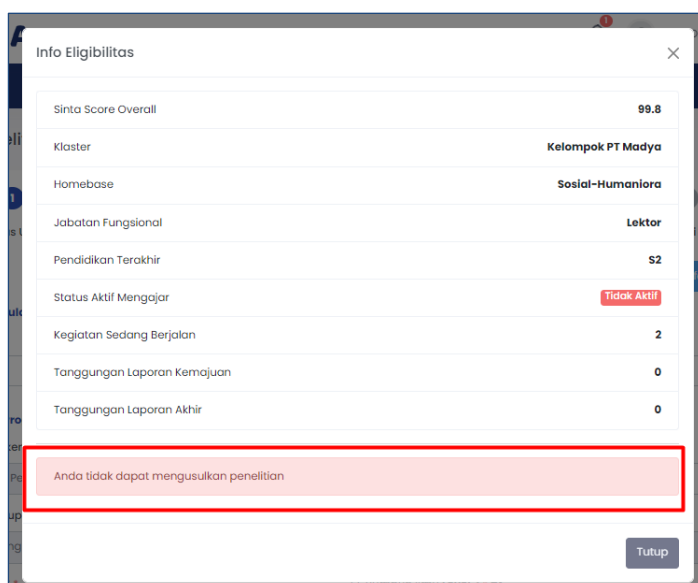 1
Info Eligibilitas
Sinta Score Overall 99.8
Klaster Kelompok PT Madya
Homebase Sosial-Humaniora
Jabatan Fungsional Lektor
Pendidikan Terakhir S2
Status Aktif Mengajar Tidak Aktif
Kegiatan Sedang Berjalan 2
Tanggungan Laporan Kemajuan 0
Tanggungan Laporan Akhir 0
Anda tidak dapat mengusulkan penelitian
Tutup